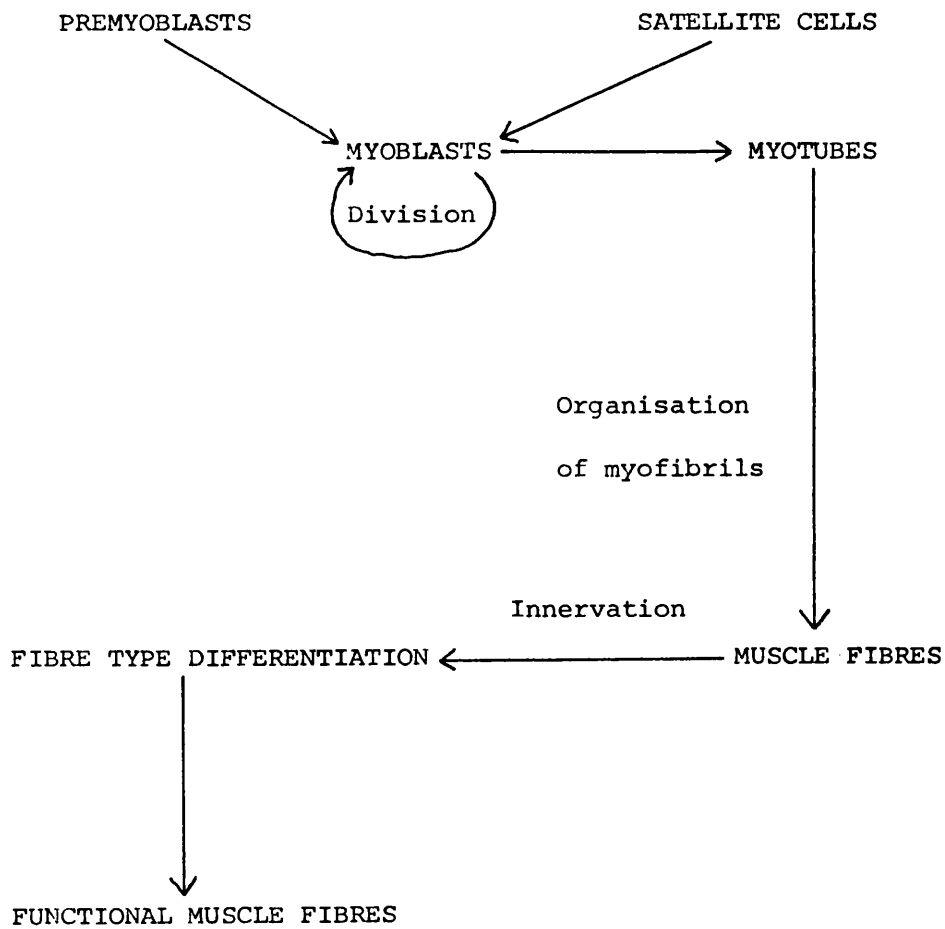 PREMYOBLASTS
SATELLITE CELLS
MYOBLASTS
MYOTUBES
Division
Organisation
of myofibrils
Innervation
FIBRE TYPE DIFFERENTIATION
MUSCLE FIBRES
FUNCTIONAL MUSCLE FIBRES